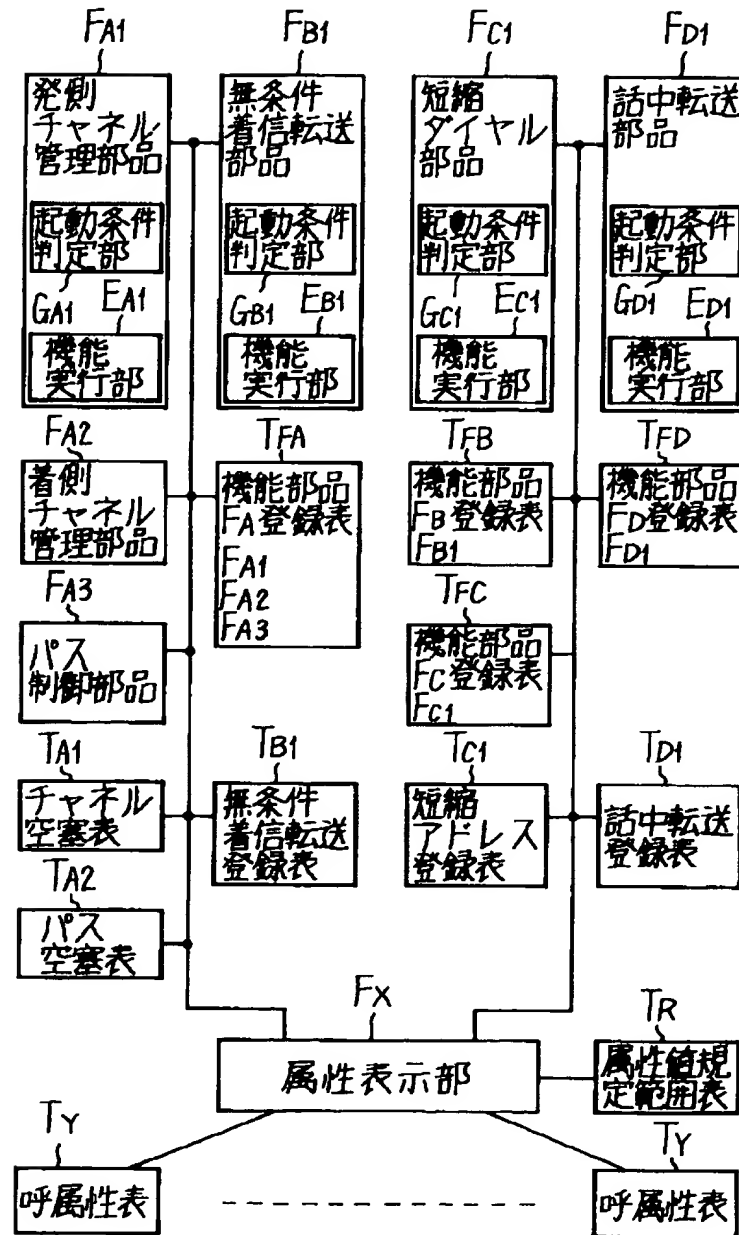 FA1
FB1
FC1
FD1
発側
チャネル
管理部品
起動条件
判定部
GA1
EA1
機能
実行部
無条件
着信転送
部品
起動条件
判定部
GB1
EB1
機能
実行部
短縮
ダイヤル
部品
起動条件
判定部
GC1
EC1
機能
実行部
話中転送
部品
起動条件
判定部
GD1
ED1
機能
実行部
FA2
着側
チャネル
管理部品
TFA
機能部品
FA登録表
FA1
FA2
FA3
TFB
機能部品
FB登録表
FB1
TFD
機能部品
FD登録表
FD1
FA3
パス
制御部品
TFC
機能部品
FC登録表
FC1
TA1
チャネル
空塞表
TB1
無条件
着信転送
登録表
TC1
短縮
アドレス
登録表
TD1
話中転送
登録表
TA2
パス
空塞表
FX
属性表示部
TR
属性値規
定範囲表
TY
呼属性表
TY
呼属性表